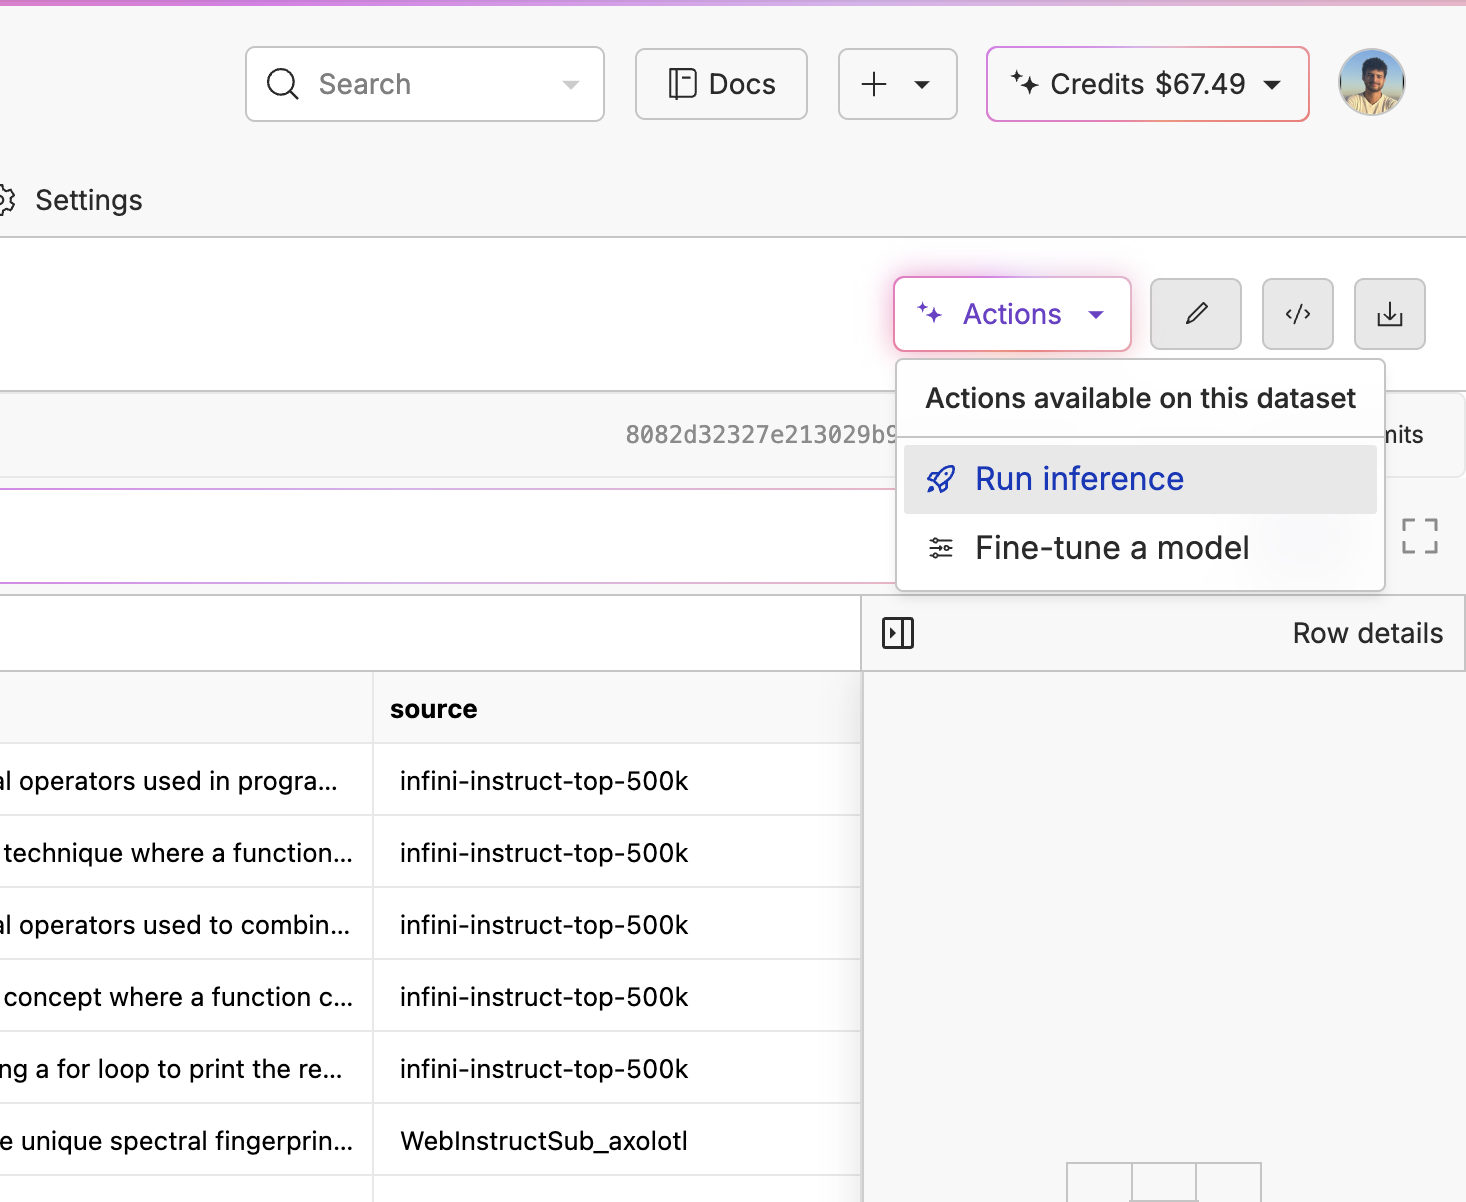 Search
Docs
Credits $67.49
Settings
Actions
Actions available on this dataset
8082d32327e213029b9
mits
Run inference
Fine-tune a model
Row details
source
al operators used in progra...
infini-instruct-top-500k
technique where a function...
infini-instruct-top-500k
al operators used to combin...
infini-instruct-top-500k
concept where a function c...
infini-instruct-top-500k
ng a for loop to print the re...
infini-instruct-top-500k
e unique spectral fingerprin...
WebInstructSub_axolotl